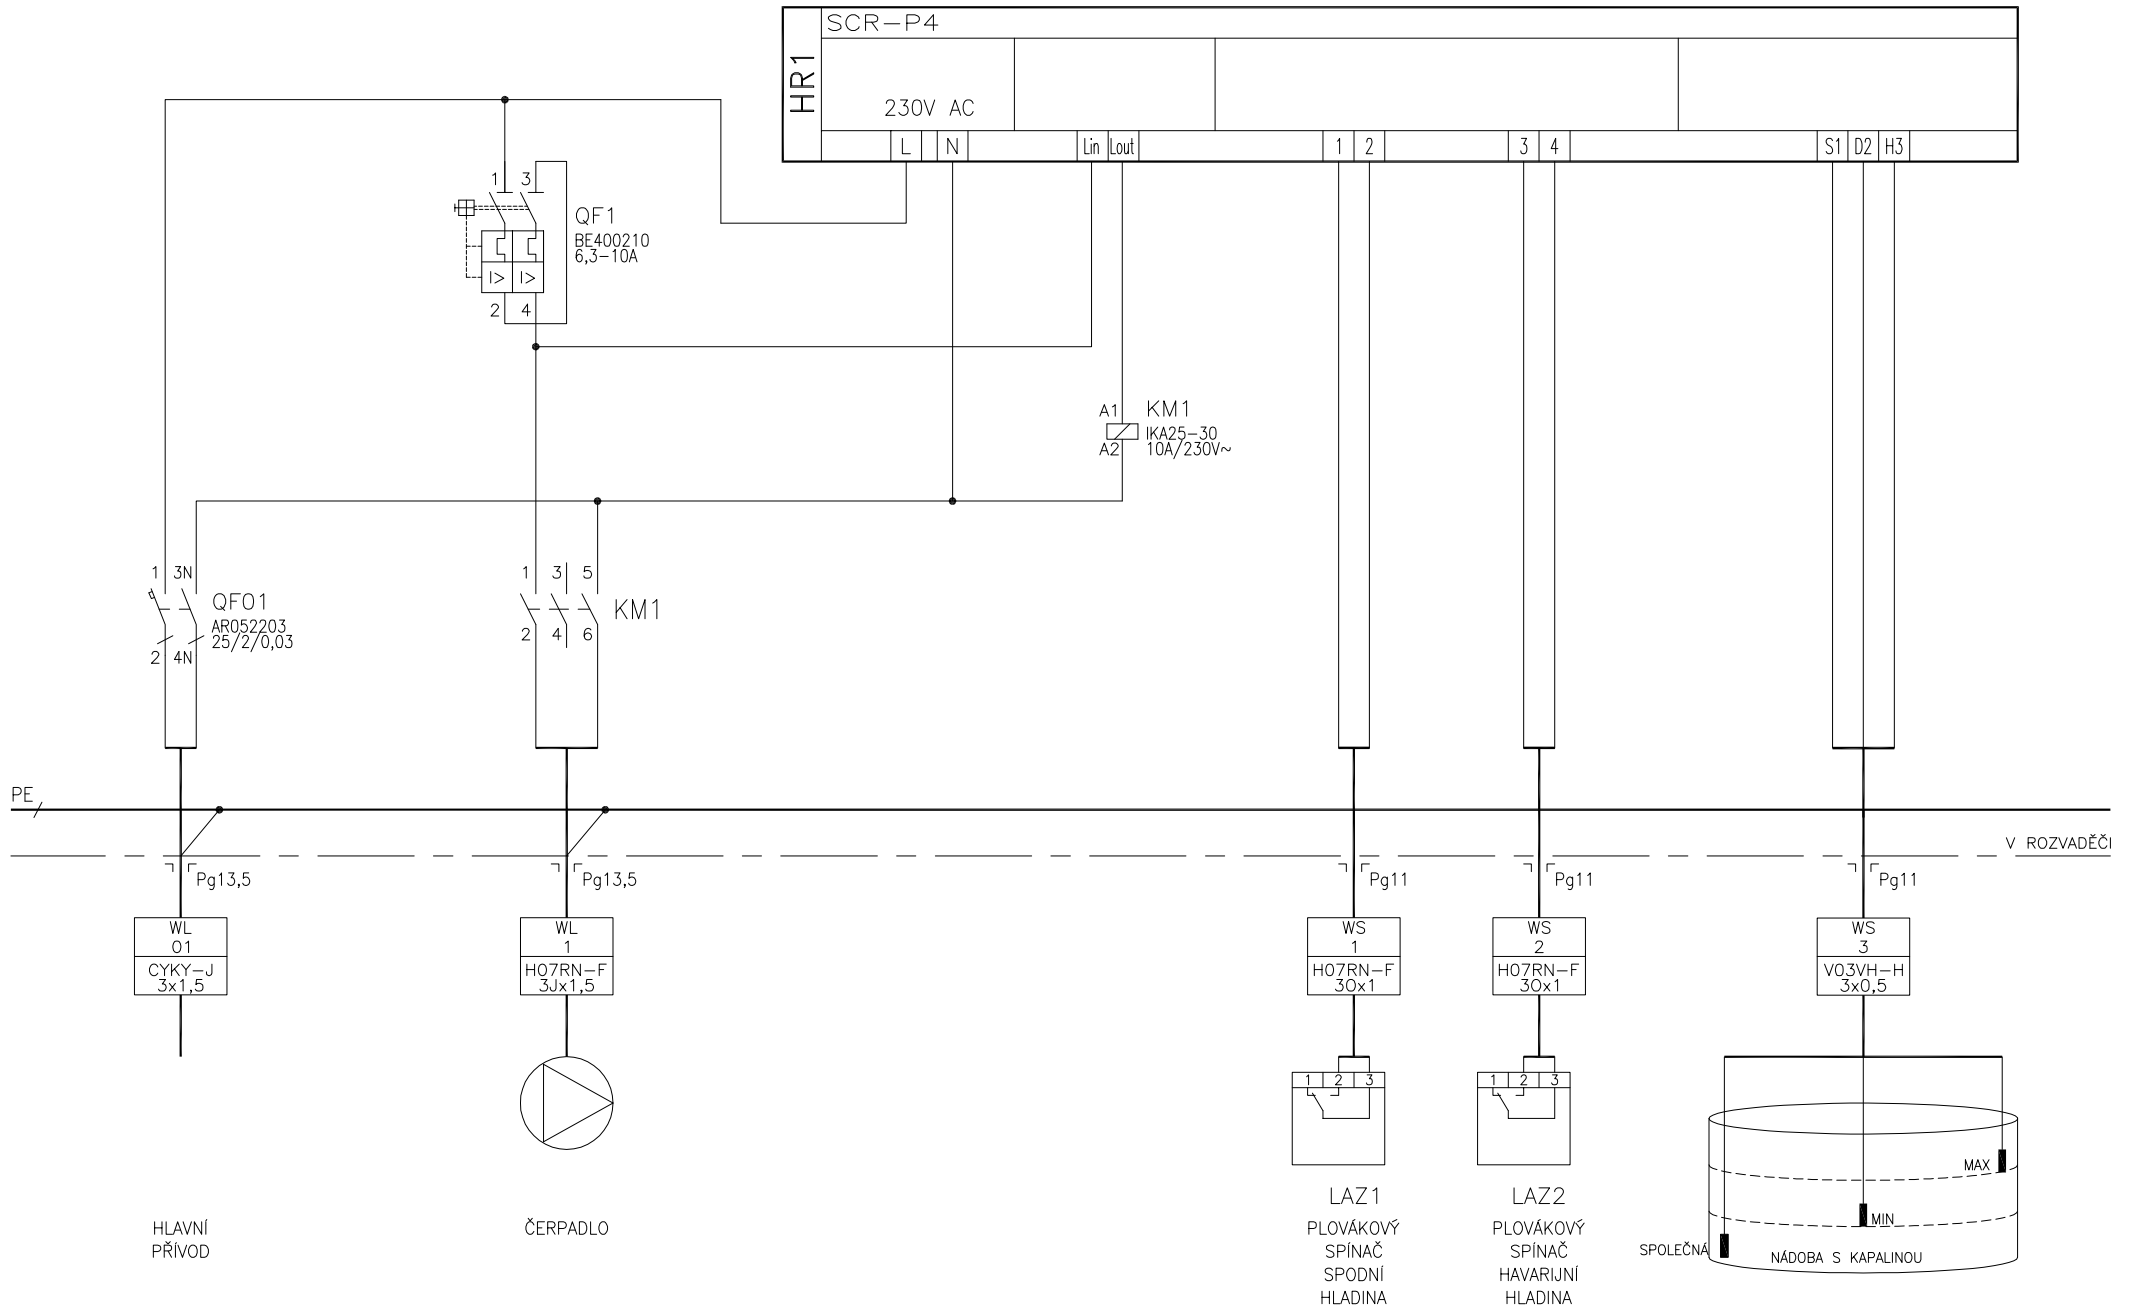 SCR-P4
HR1
230V AC
L N Lin Lout 1 2 3 4 S1 D2 H3
1 3
QF1
BE400210
6,3-10A
I> I>
2 4
A1 KM1
IKA25-30
A2 10A/230V~
1 3N
QF01
AR052203
25/2/0,03
2 4N
1 3 5
KM1
2 4 6
PE
V ROZVADĚČI
Pg13,5 Pg13,5 Pg11 Pg11 Pg11
WL
01
CYKY-J
3x1,5
WL
1
H07RN-F
3Jx1,5
WS
1
H07RN-F
3Ox1
WS
2
H07RN-F
3Ox1
WS
3
V03VH-H
3x0,5
1 2 3
1 2 3
MAX
MIN
SPOLEČNÁ
NÁDOBA S KAPALINOU
HLAVNÍ
PŘÍVOD
ČERPADLO
LAZ1
PLOVÁKOVÝ
SPÍNAČ
SPODNÍ
HLADINA
LAZ2
PLOVÁKOVÝ
SPÍNAČ
HAVARIJNÍ
HLADINA